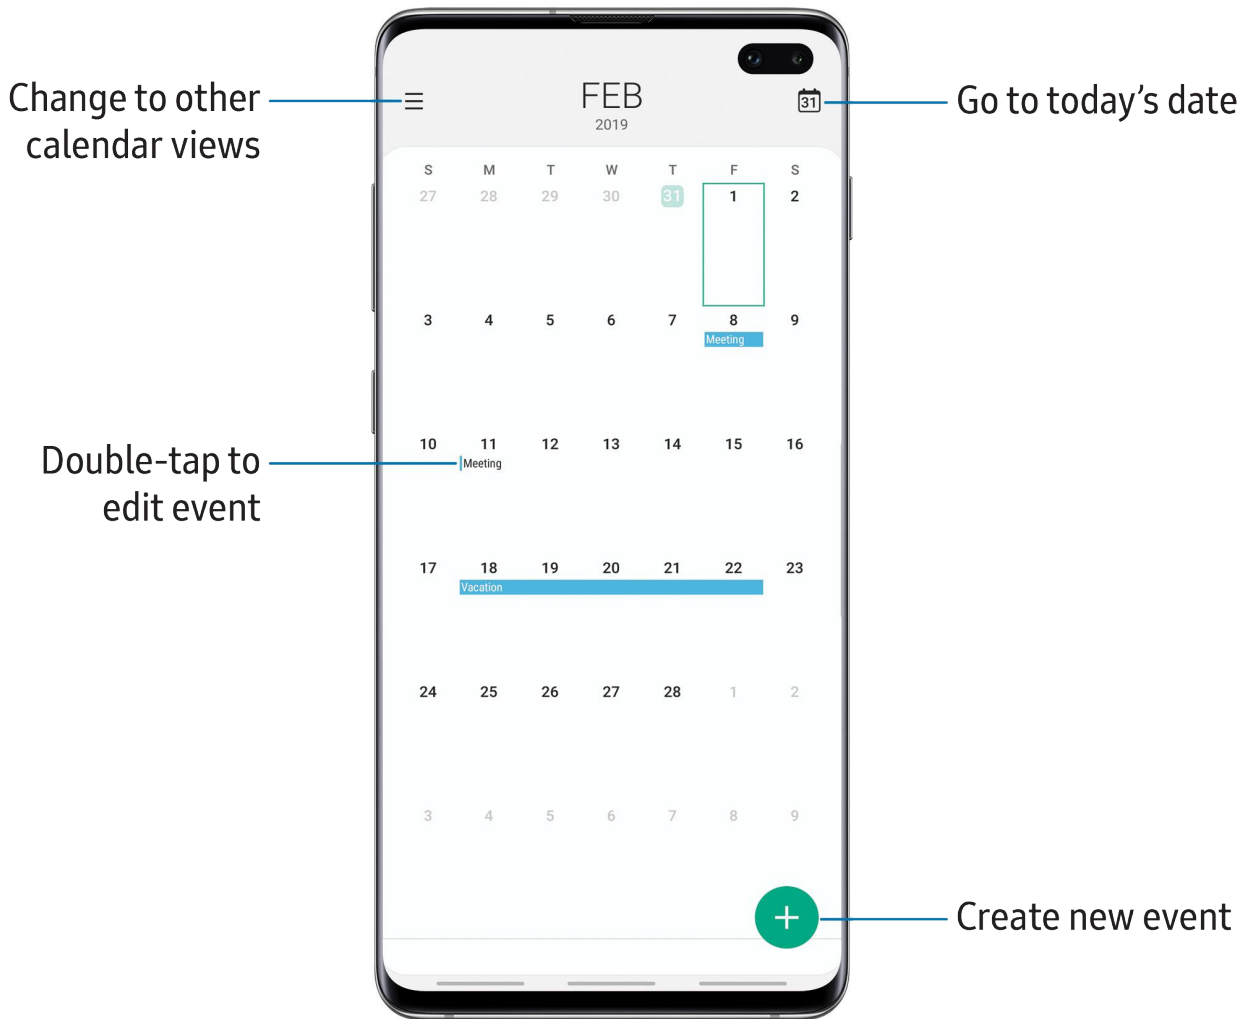 Change to other
calendar views
FEB
2019
31
Go to today’s date
S M T W T F S
27 28 29 30 31 1 2
3 4 5 6 7 8 9
Meeting
10 11 12 13 14 15 16
Meeting
Double-tap to
edit event
17 18 19 20 21 22 23
Vacation
24 25 26 27 28 1 2
3 4 5 6 7 8 9
+
Create new event